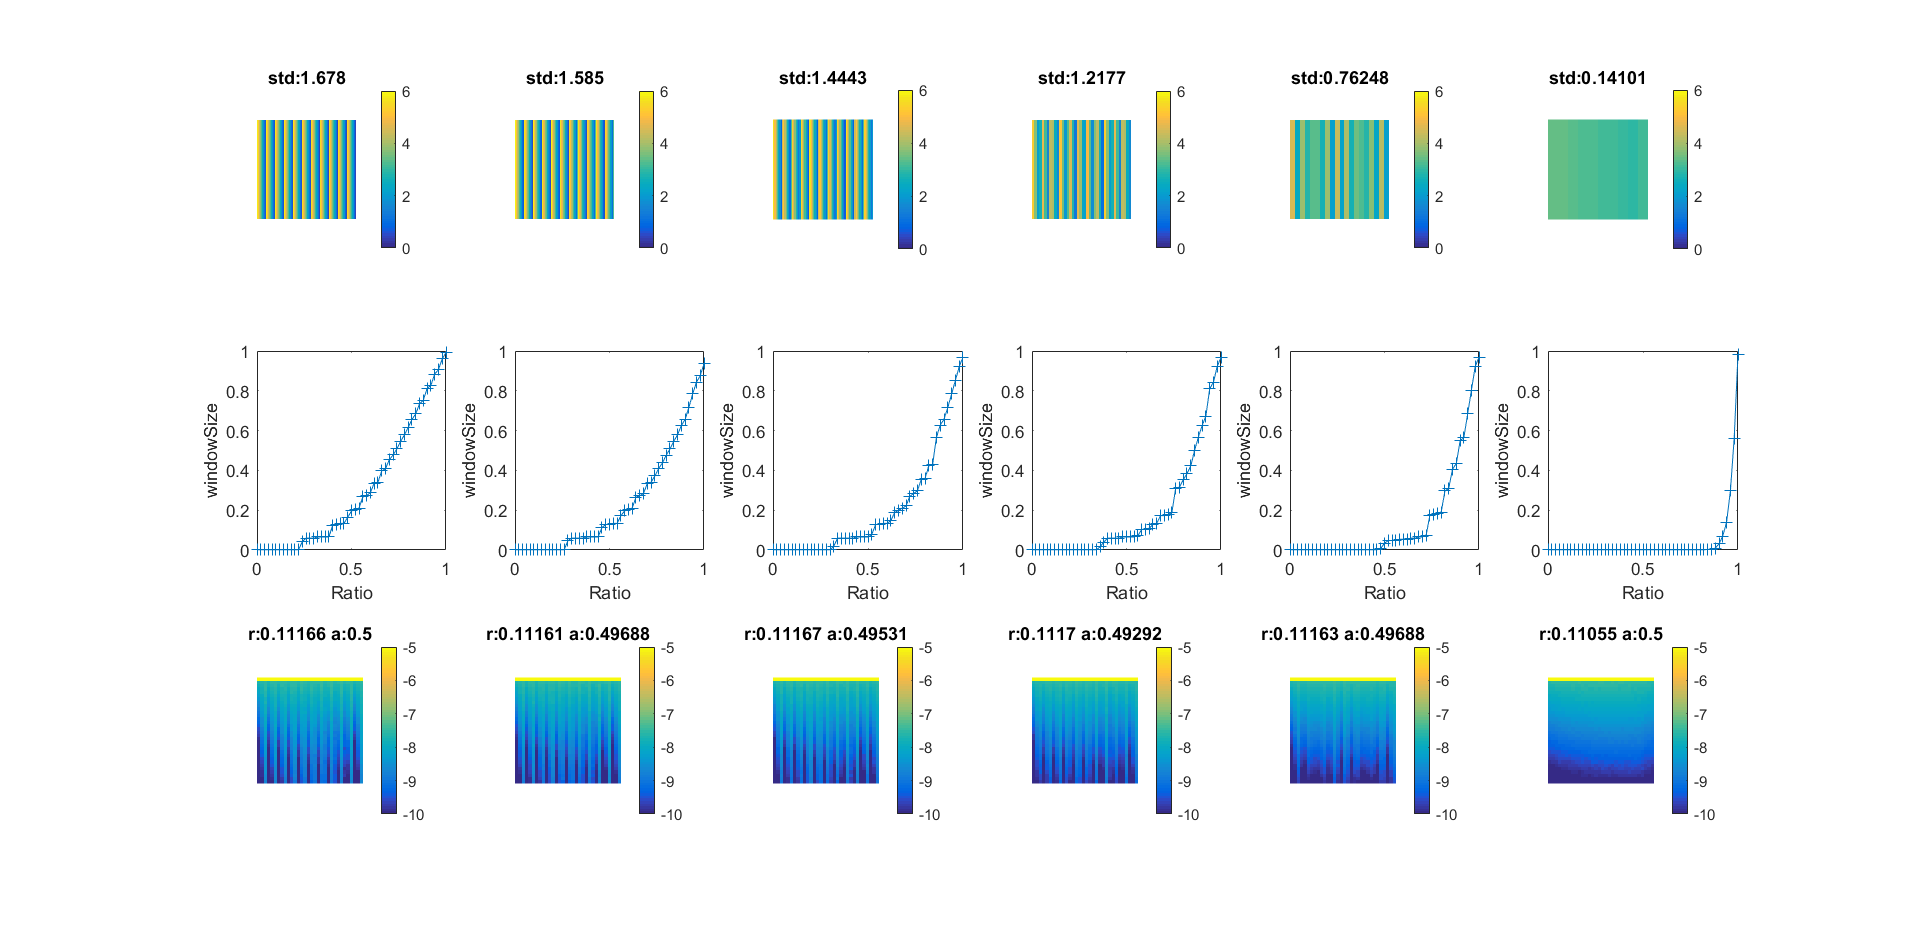 std:1.678 std:1.585 std:1.4443 std:1.2177 std:0.76248 std:0.14101
6 6 6 6 6 6
4 4 4 4 4 4
2 2 2 2 2 2
0 0 0 0 0 0
1 1 1 1 1 1
0.8 0.8 0.8 0.8 0.8 0.8
0.6 0.6 0.6 0.6 0.6 0.6
windowSize windowSize windowSize windowSize windowSize windowSize
0.4 0.4 0.4 0.4 0.4 0.4
0.2 0.2 0.2 0.2 0.2 0.2
0 0 0 0 0 0
0 0.5 1 0 0.5 1 0 0.5 1 0 0.5 1 0 0.5 1 0 0.5 1
Ratio Ratio Ratio Ratio Ratio Ratio
r:0.11166 a:0.5 r:0.11161 a:0.49688 r:0.11167 a:0.49531 r:0.1117 a:0.49292 r:0.11163 a:0.49688 r:0.11055 a:0.5
-5 -5 -5 -5 -5 -5
-6 -6 -6 -6 -6 -6
-7 -7 -7 -7 -7 -7
-8 -8 -8 -8 -8 -8
-9 -9 -9 -9 -9 -9
-10 -10 -10 -10 -10 -10